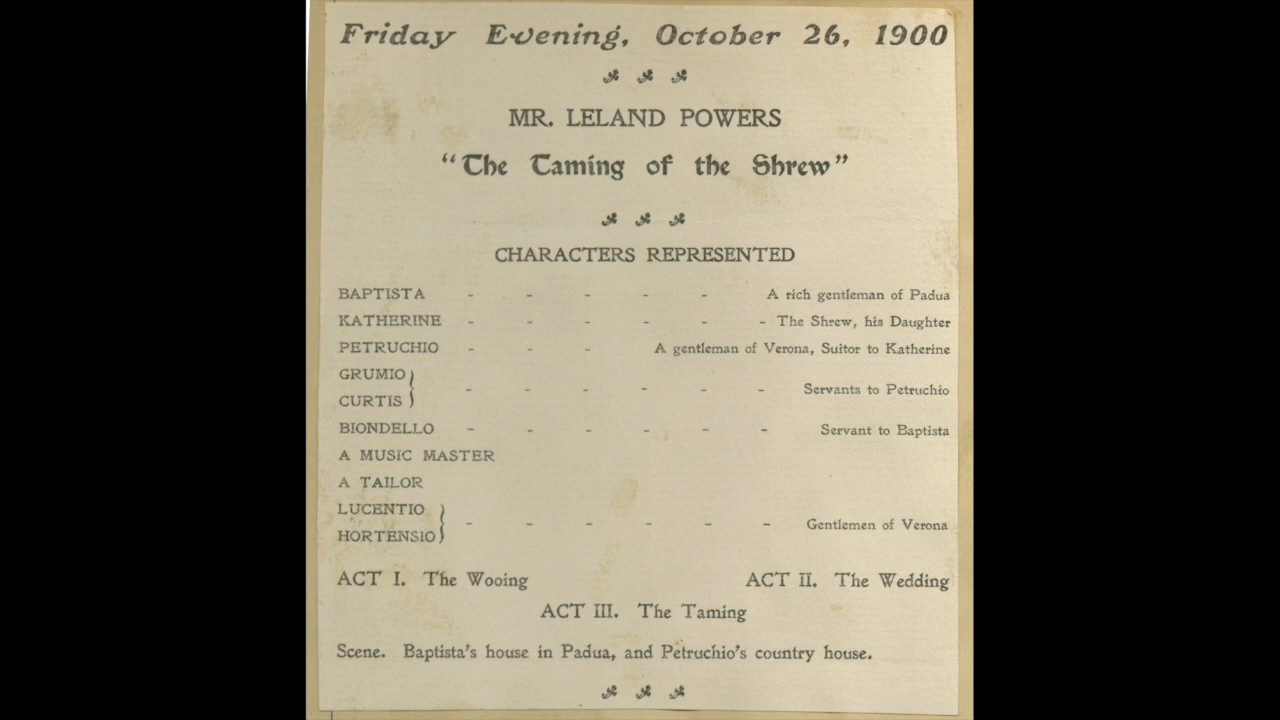 Friday Evening, October 26, 1900
MR. LELAND POWERS
"The Taming of the Shrew"
CHARACTERS REPRESENTED
BAPTISTA - - - - - A rich gentleman of Padua
KATHERINE - - - - - - The Shrew, his Daughter
PETRUCHIO - - - A gentleman of Verona, Suitor to Katherine
GRUMIO
CURTIS } - - - - - - Servants to Petruchio
BIONDELLO - - - - - - Servant to Baptista
A MUSIC MASTER
A TAILOR
LUCENTIO
HORTENSIO } - - - - - - Gentlemen of Verona
ACT I. The Wooing ACT II. The Wedding
ACT III. The Taming
Scene. Baptista's house in Padua, and Petruchio's country house.